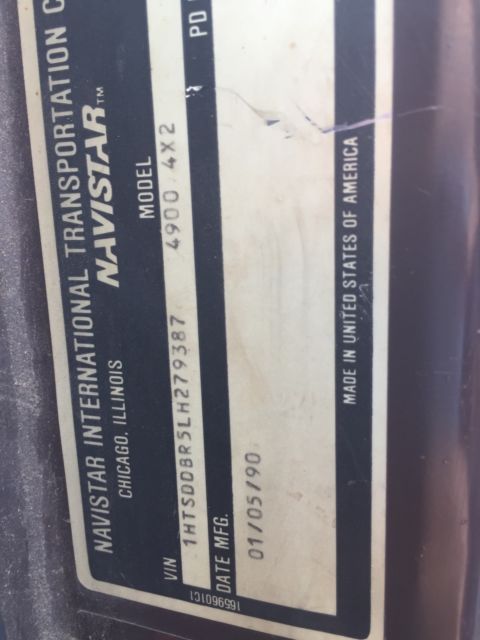 NAVISTAR INTERNATIONAL TRANSPORTATION C
CHICAGO, ILLINOIS NAVISTAR™
VIN MODEL
1HTSDDBR5LH279387 4900 4X2
DATE MFG. PD
01/05/90
MADE IN UNITED STATES OF AMERICA
1659601C1